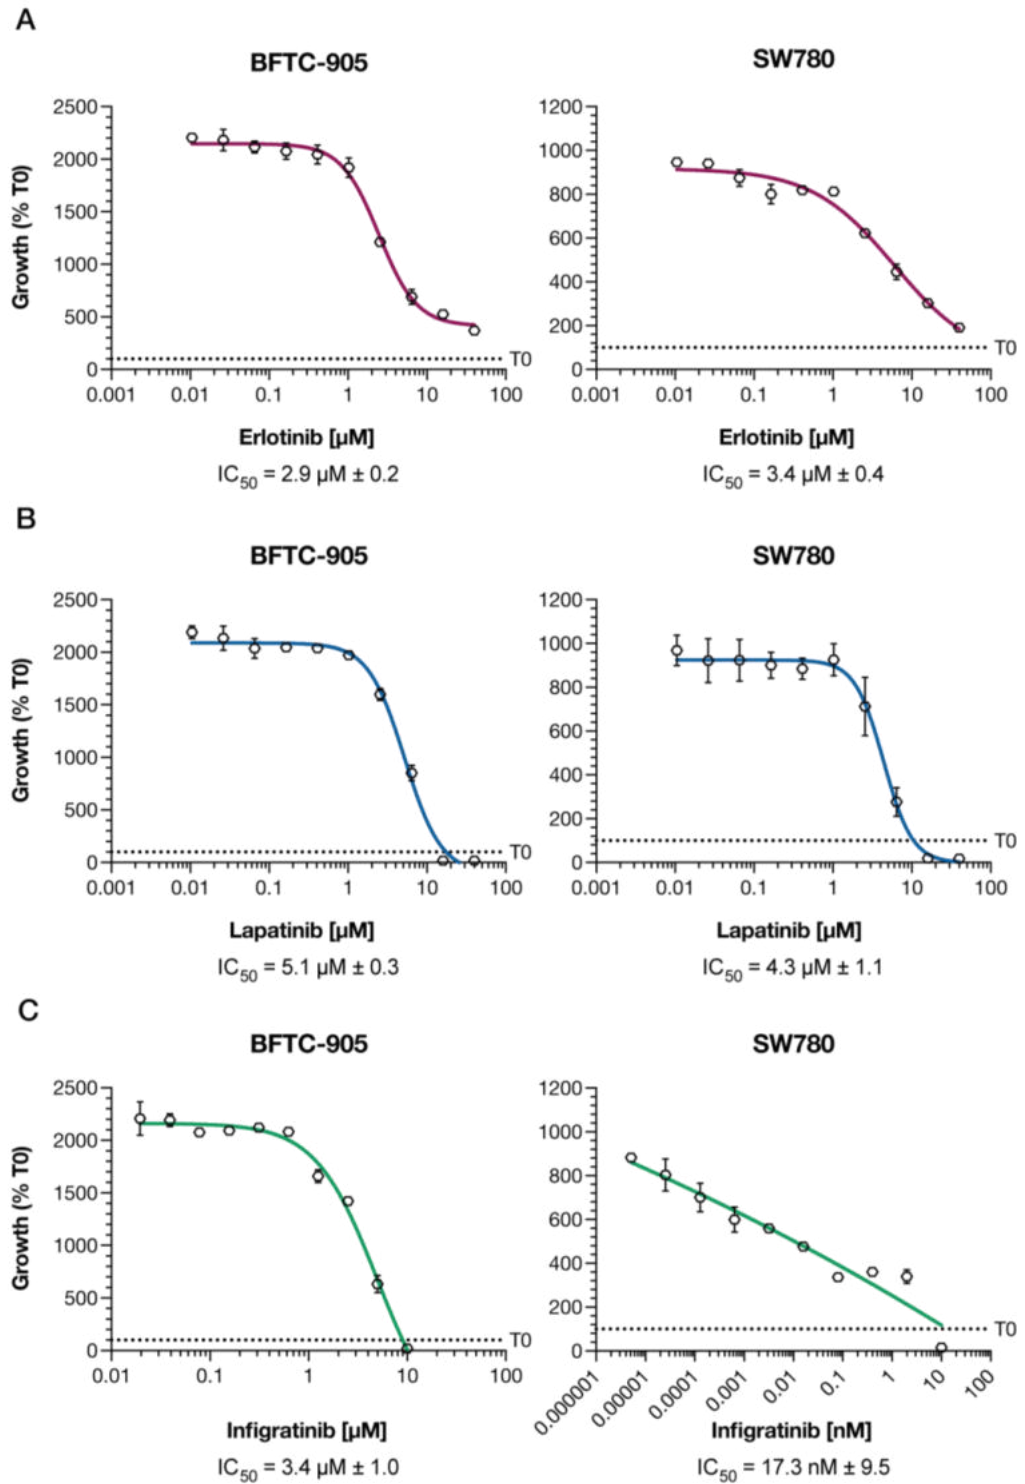 A
BFTC-905
SW780
Growth (% T0)
2500
2000
1500
1000
500
0
T0
0.001 0.01 0.1 1 10 100
Erlotinib [µM]
IC50 = 2.9 µM ± 0.2
1200
1000
800
600
400
200
0
T0
0.001 0.01 0.1 1 10 100
Erlotinib [µM]
IC50 = 3.4 µM ± 0.4
B
BFTC-905
SW780
Growth (% T0)
2500
2000
1500
1000
500
0
T0
0.001 0.01 0.1 1 10 100
Lapatinib [µM]
IC50 = 5.1 µM ± 0.3
1200
1000
800
600
400
200
0
T0
0.001 0.01 0.1 1 10 100
Lapatinib [µM]
IC50 = 4.3 µM ± 1.1
C
BFTC-905
SW780
Growth (% T0)
2500
2000
1500
1000
500
0
T0
0.01 0.1 1 10 100
Infigratinib [µM]
IC50 = 3.4 µM ± 1.0
1200
1000
800
600
400
200
0
T0
0.000001 0.00001 0.0001 0.001 0.01 0.1 1 10 100
Infigratinib [nM]
IC50 = 17.3 nM ± 9.5